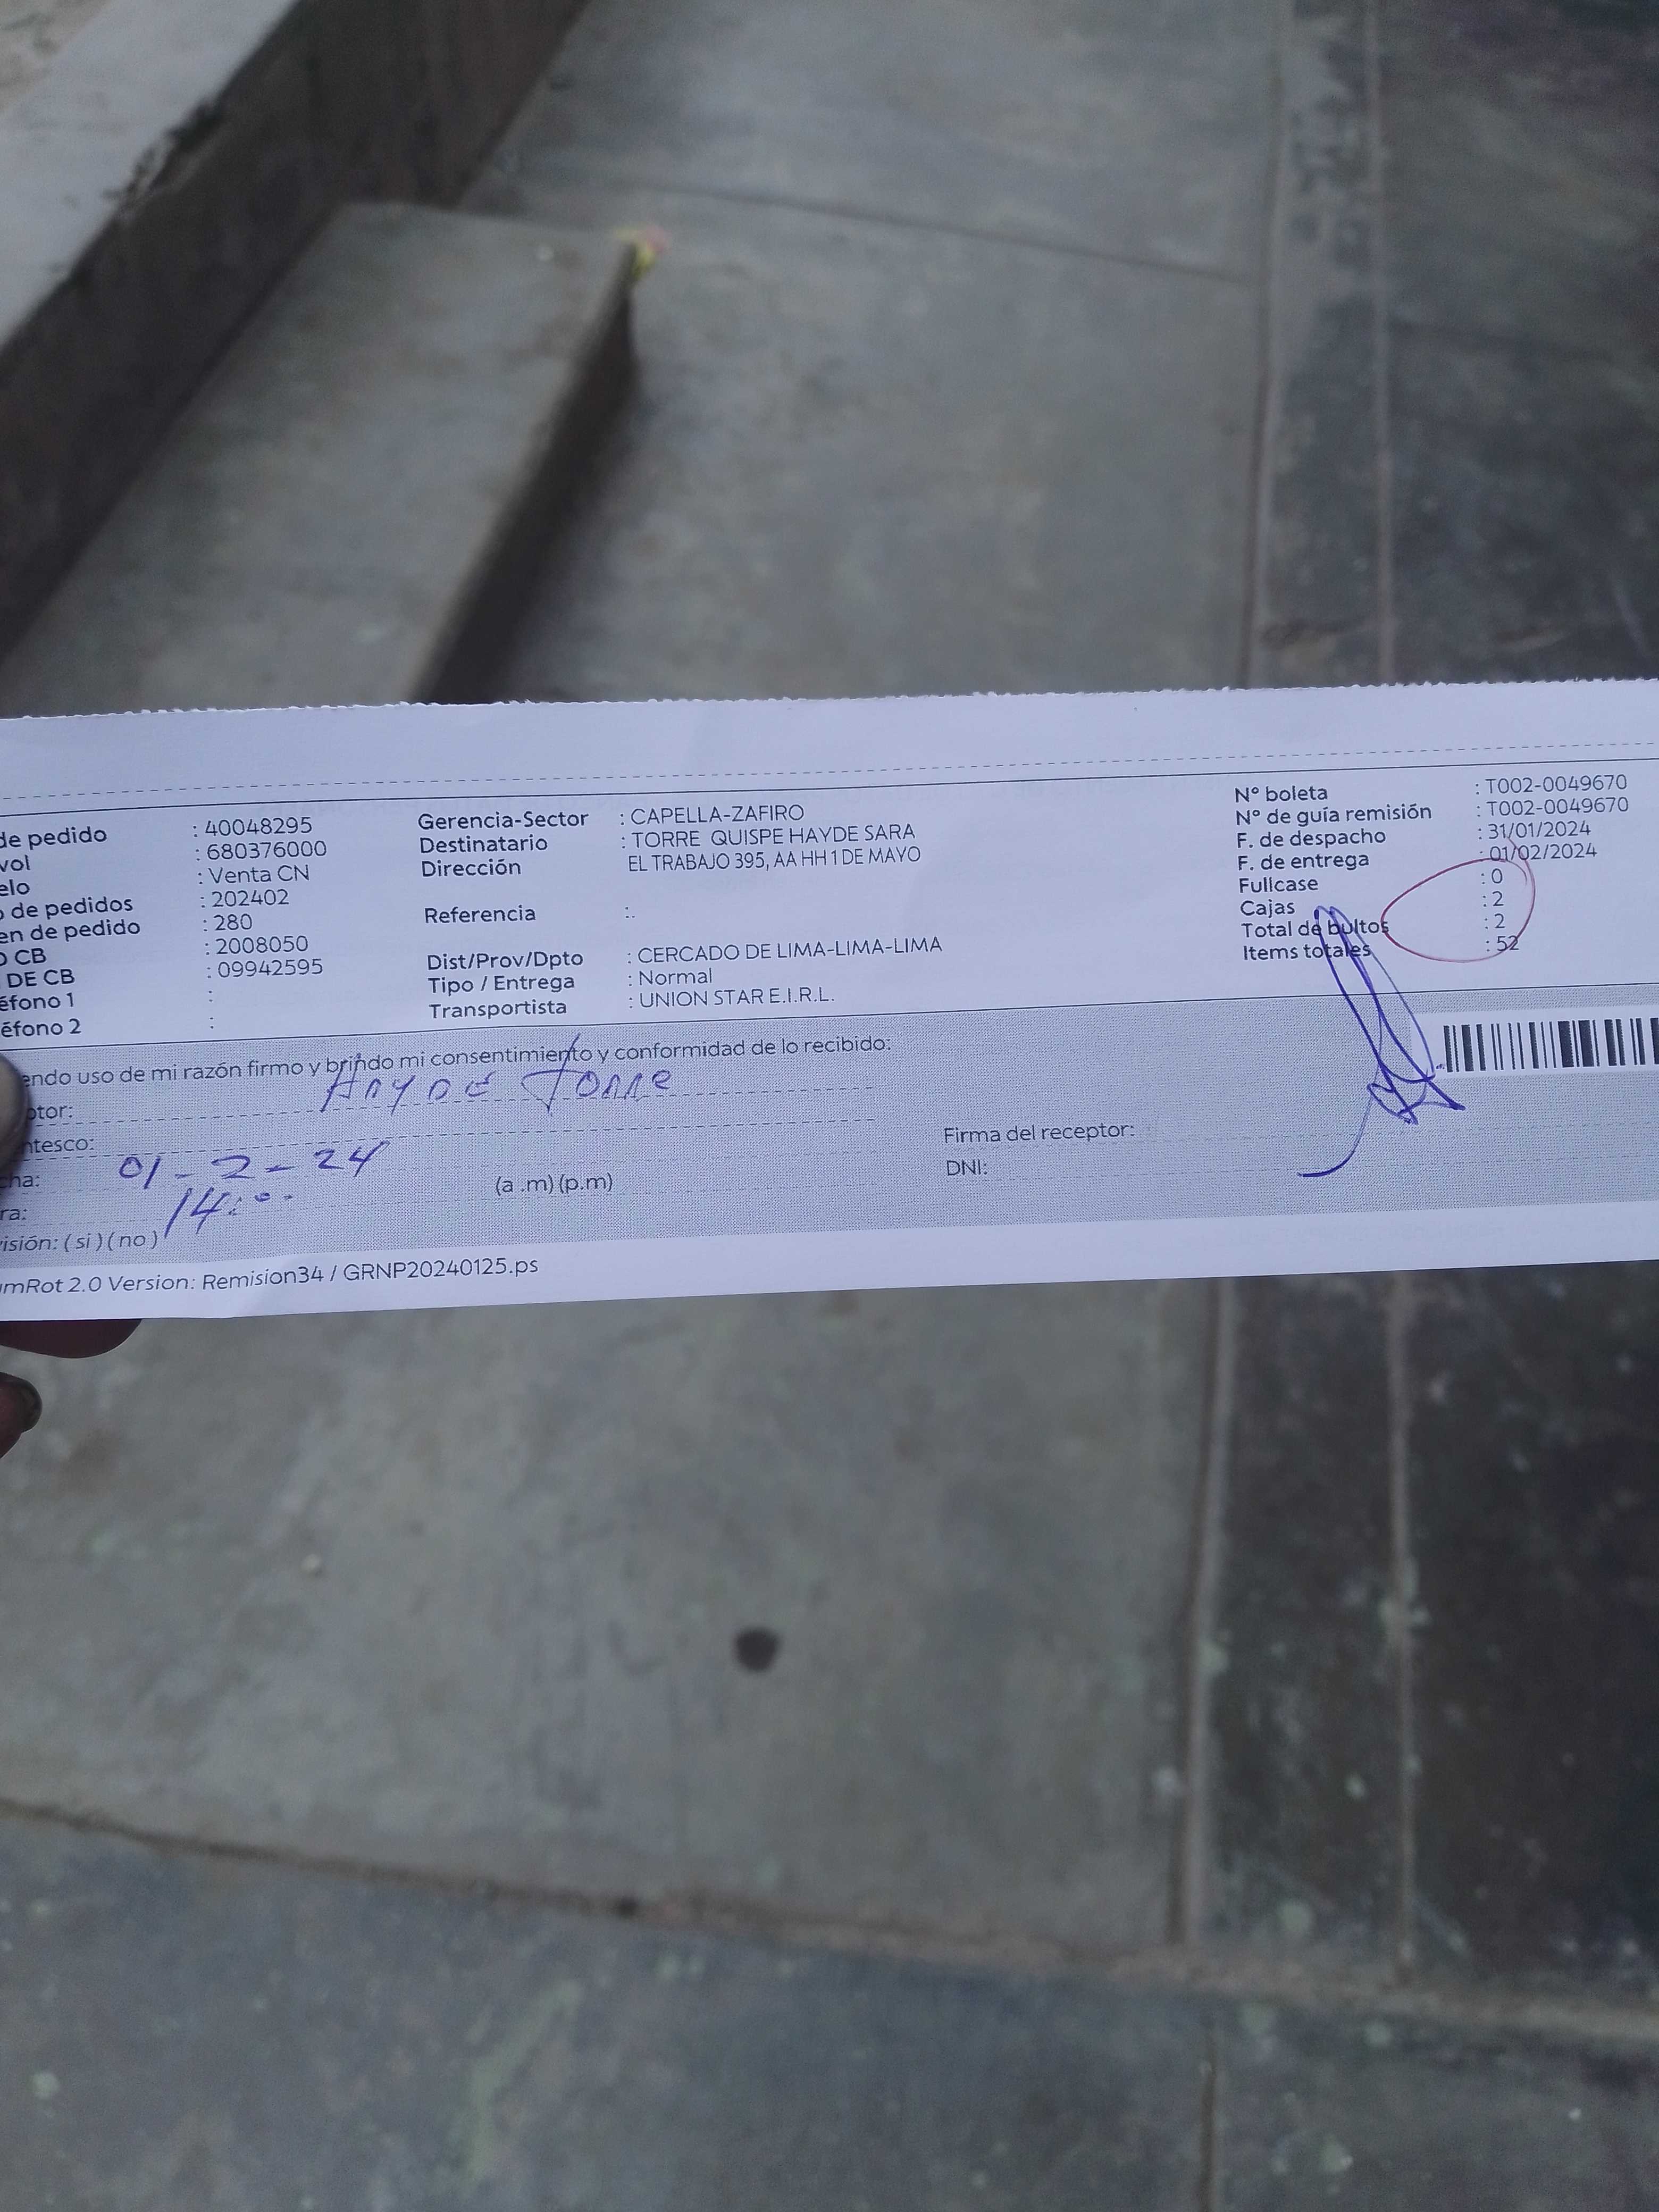 de pedido : 40048295
vol : 680376000
elo : Venta CN
o de pedidos : 202402
en de pedido : 280
O CB : 2008050
DE CB : 09942595
éfono 1 :
éfono 2 :
Gerencia-Sector : CAPELLA-ZAFIRO
Destinatario : TORRE QUISPE HAYDE SARA
Dirección EL TRABAJO 395, AA HH 1 DE MAYO
Referencia :.
Dist/Prov/Dpto : CERCADO DE LIMA-LIMA-LIMA
Tipo / Entrega : Normal
Transportista : UNION STAR E.I.R.L.
N° boleta : T002-0049670
N° de guía remisión : T002-0049670
F. de despacho : 31/01/2024
F. de entrega : 01/02/2024
Fullcase : 0
Cajas : 2
Total de bultos : 2
Items totales : 52
endo uso de mi razón firmo y brindo mi consentimiento y conformidad de lo recibido:
ptor: Hayde Torre
ntesco:
cha: 01-2-24
ra: 14:00 (a .m) (p.m)
Firma del receptor:
DNI:
visión: ( si ) ( no )
umRot 2.0 Version: Remision34 / GRNP20240125.ps